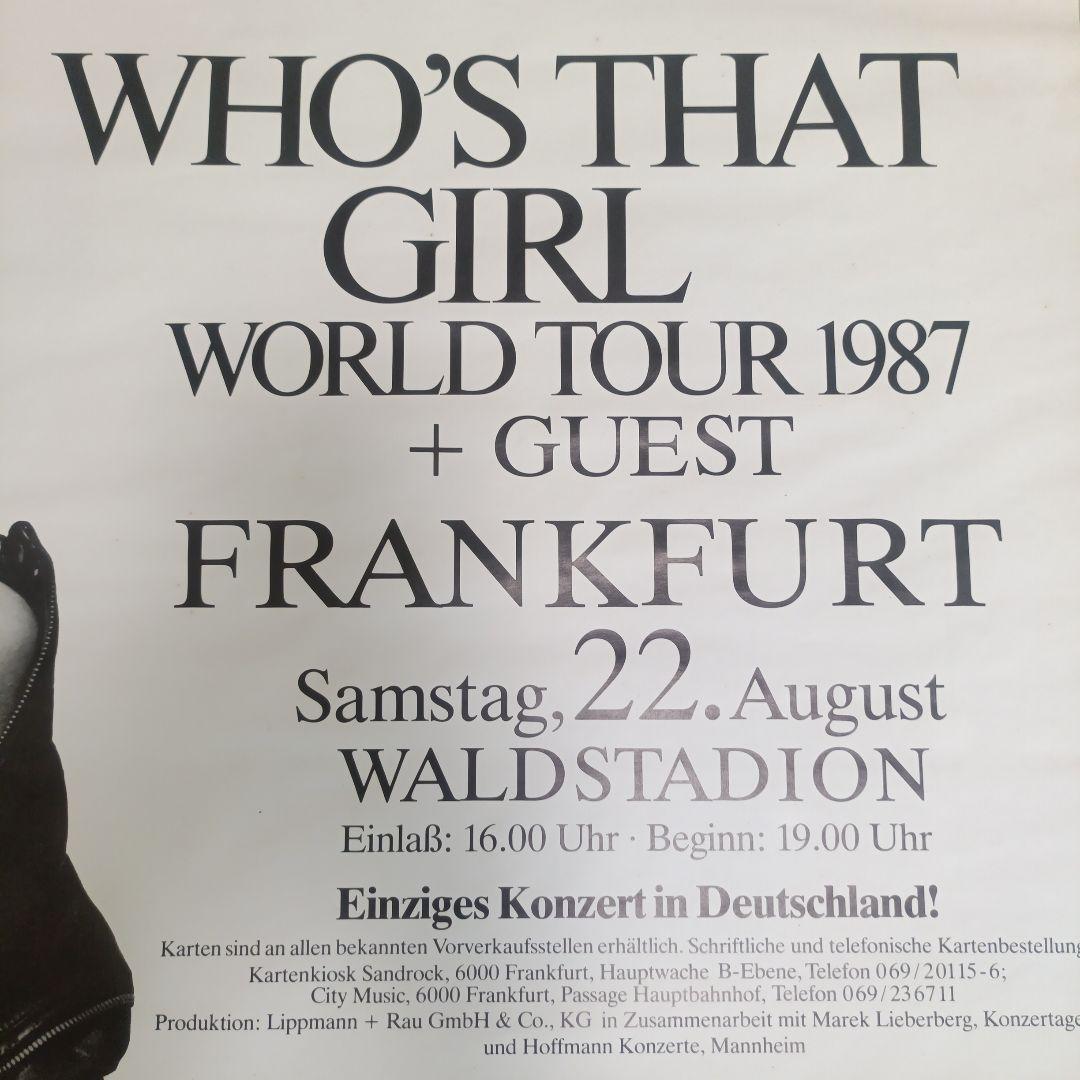 WHO'S THAT
GIRL
WORLD TOUR 1987
+ GUEST
FRANKFURT
Samstag, 22. August
WALDSTADION
Einlaß: 16.00 Uhr · Beginn: 19.00 Uhr
Einziges Konzert in Deutschland!
Karten sind an allen bekannten Vorverkaufsstellen erhältlich. Schriftliche und telefonische Kartenbestellung
Kartenkiosk Sandrock, 6000 Frankfurt, Hauptwache B-Ebene, Telefon 069/20115-6;
City Music, 6000 Frankfurt, Passage Hauptbahnhof, Telefon 069/236711
Produktion: Lippmann + Rau GmbH & Co., KG in Zusammenarbeit mit Marek Lieberberg, Konzertage
und Hoffmann Konzerte, Mannheim